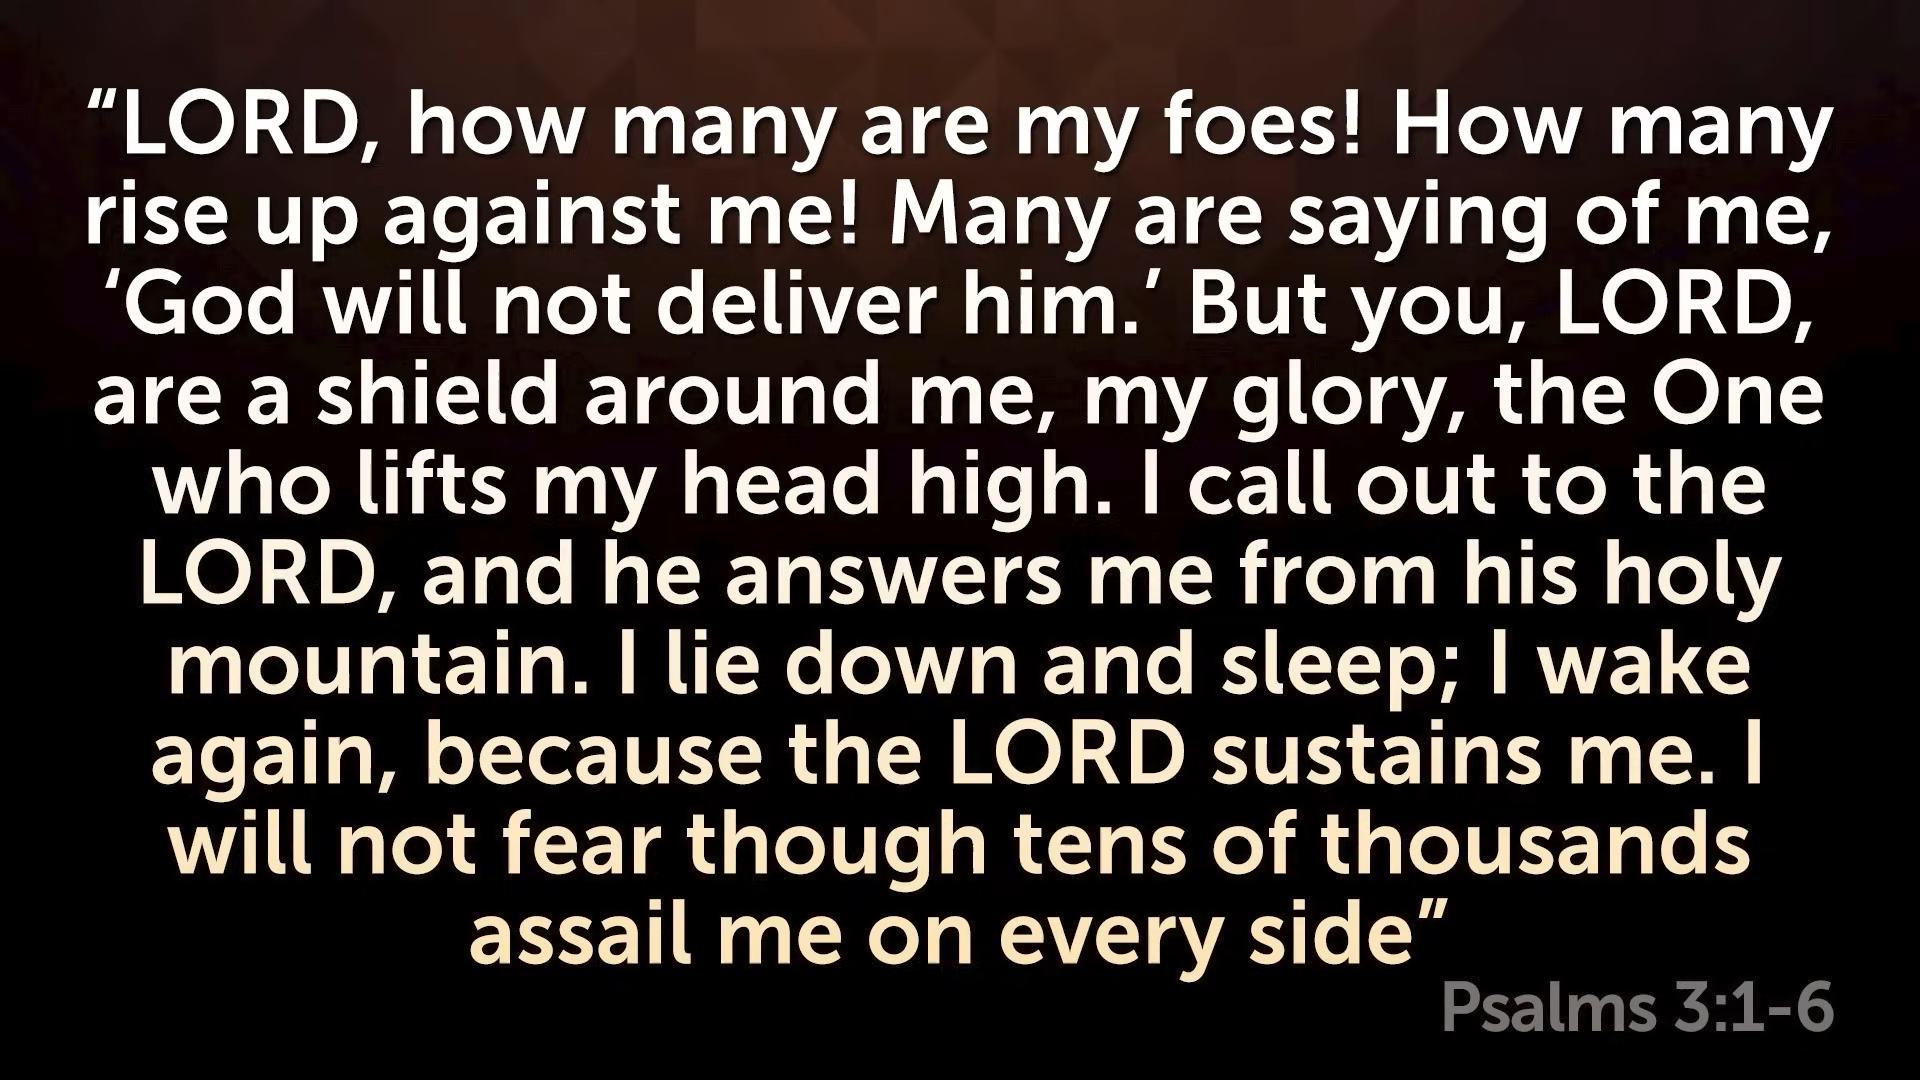 “LORD, how many are my foes! How many
rise up against me! Many are saying of me,
‘God will not deliver him.’ But you, LORD,
are a shield around me, my glory, the One
who lifts my head high. I call out to the
LORD, and he answers me from his holy
mountain. I lie down and sleep; I wake
again, because the LORD sustains me. I
will not fear though tens of thousands
assail me on every side”
Psalms 3:1-6